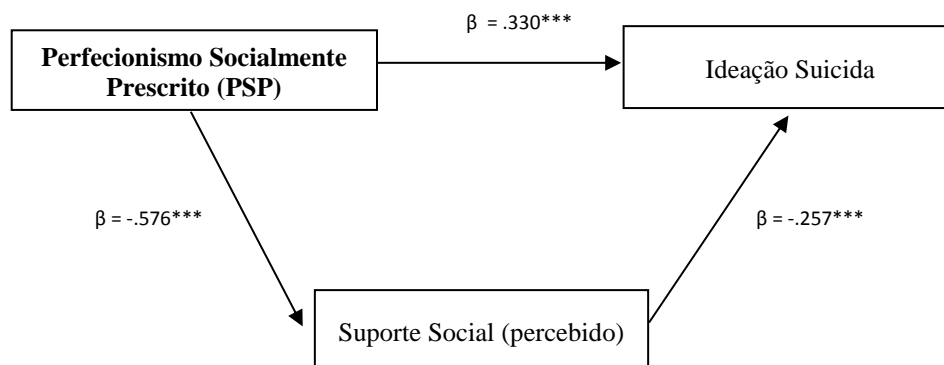 β = .330***
Perfecionismo Socialmente
Prescrito (PSP)
Ideação Suicida
β = -.576***
β = -.257***
Suporte Social (percebido)